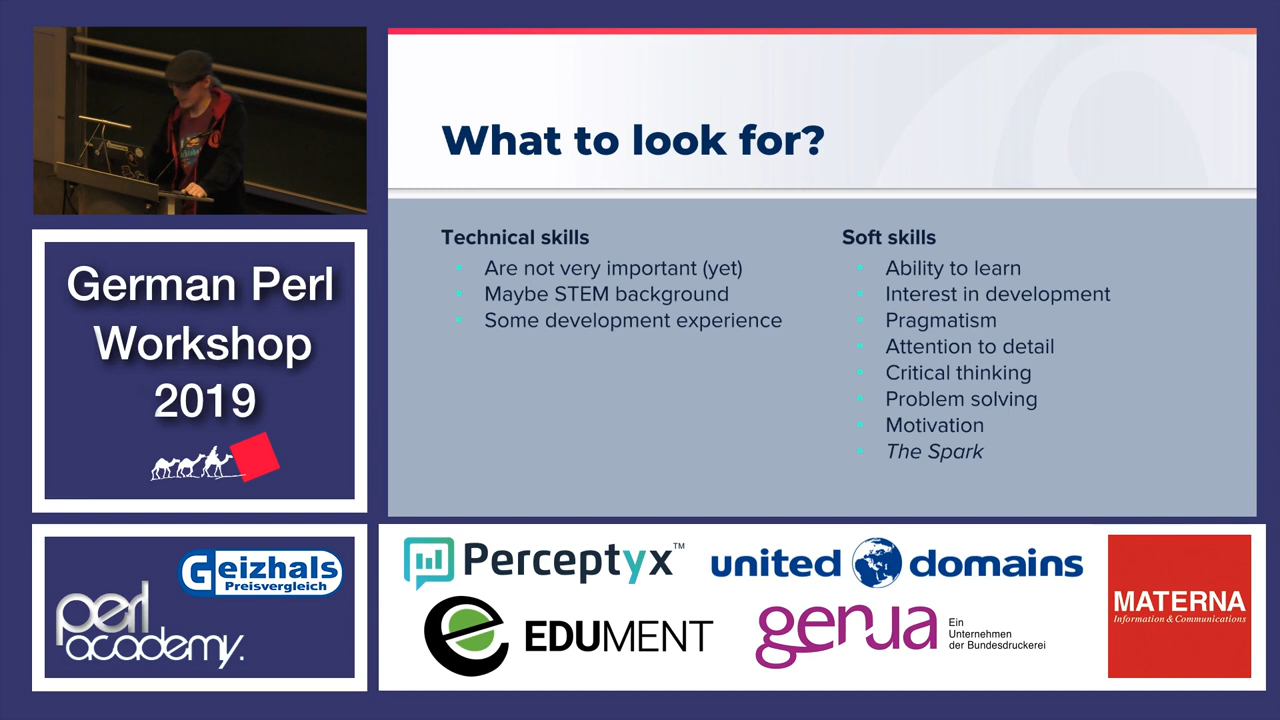 What to look for?
Technical skills
Are not very important (yet)
Maybe STEM background
Some development experience
Soft skills
Ability to learn
Interest in development
Pragmatism
Attention to detail
Critical thinking
Problem solving
Motivation
The Spark
German Perl
Workshop
2019
Geizhals
Preisvergleich
perl
academy.
Perceptyx™
united domains
EDUMENT
genua
Ein
Unternehmen
der Bundesdruckerei
MATERNA
Information & Communications